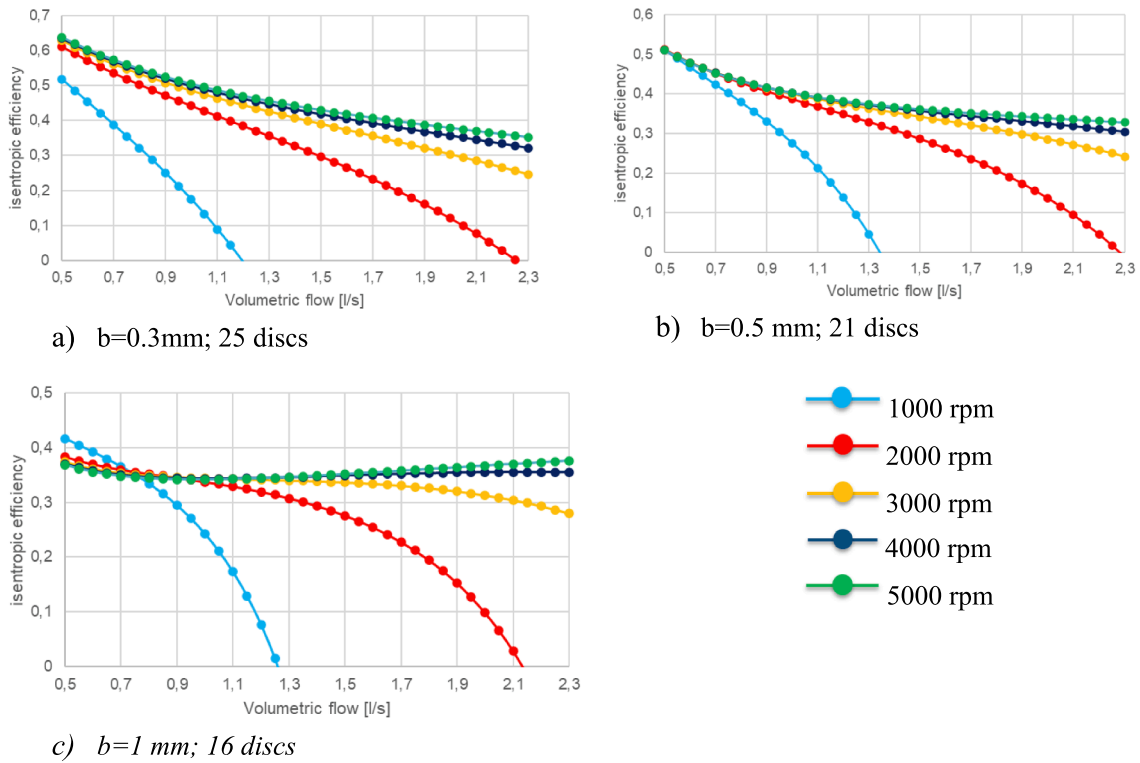 0,7
0,6
0,5
0,4
0,3
0,2
0,1
0
isentropic efficiency
0,5 0,7 0,9 1,1 1,3 1,5 1,7 1,9 2,1 2,3
Volumetric flow [l/s]
a) b=0.3mm; 25 discs
0,6
0,5
0,4
0,3
0,2
0,1
0
isentropic efficiency
0,5 0,7 0,9 1,1 1,3 1,5 1,7 1,9 2,1 2,3
Volumetric flow [l/s]
b) b=0.5 mm; 21 discs
0,5
0,4
0,3
0,2
0,1
0
isentropic efficiency
0,5 0,7 0,9 1,1 1,3 1,5 1,7 1,9 2,1 2,3
Volumetric flow [l/s]
c) b=1 mm; 16 discs
1000 rpm
2000 rpm
3000 rpm
4000 rpm
5000 rpm